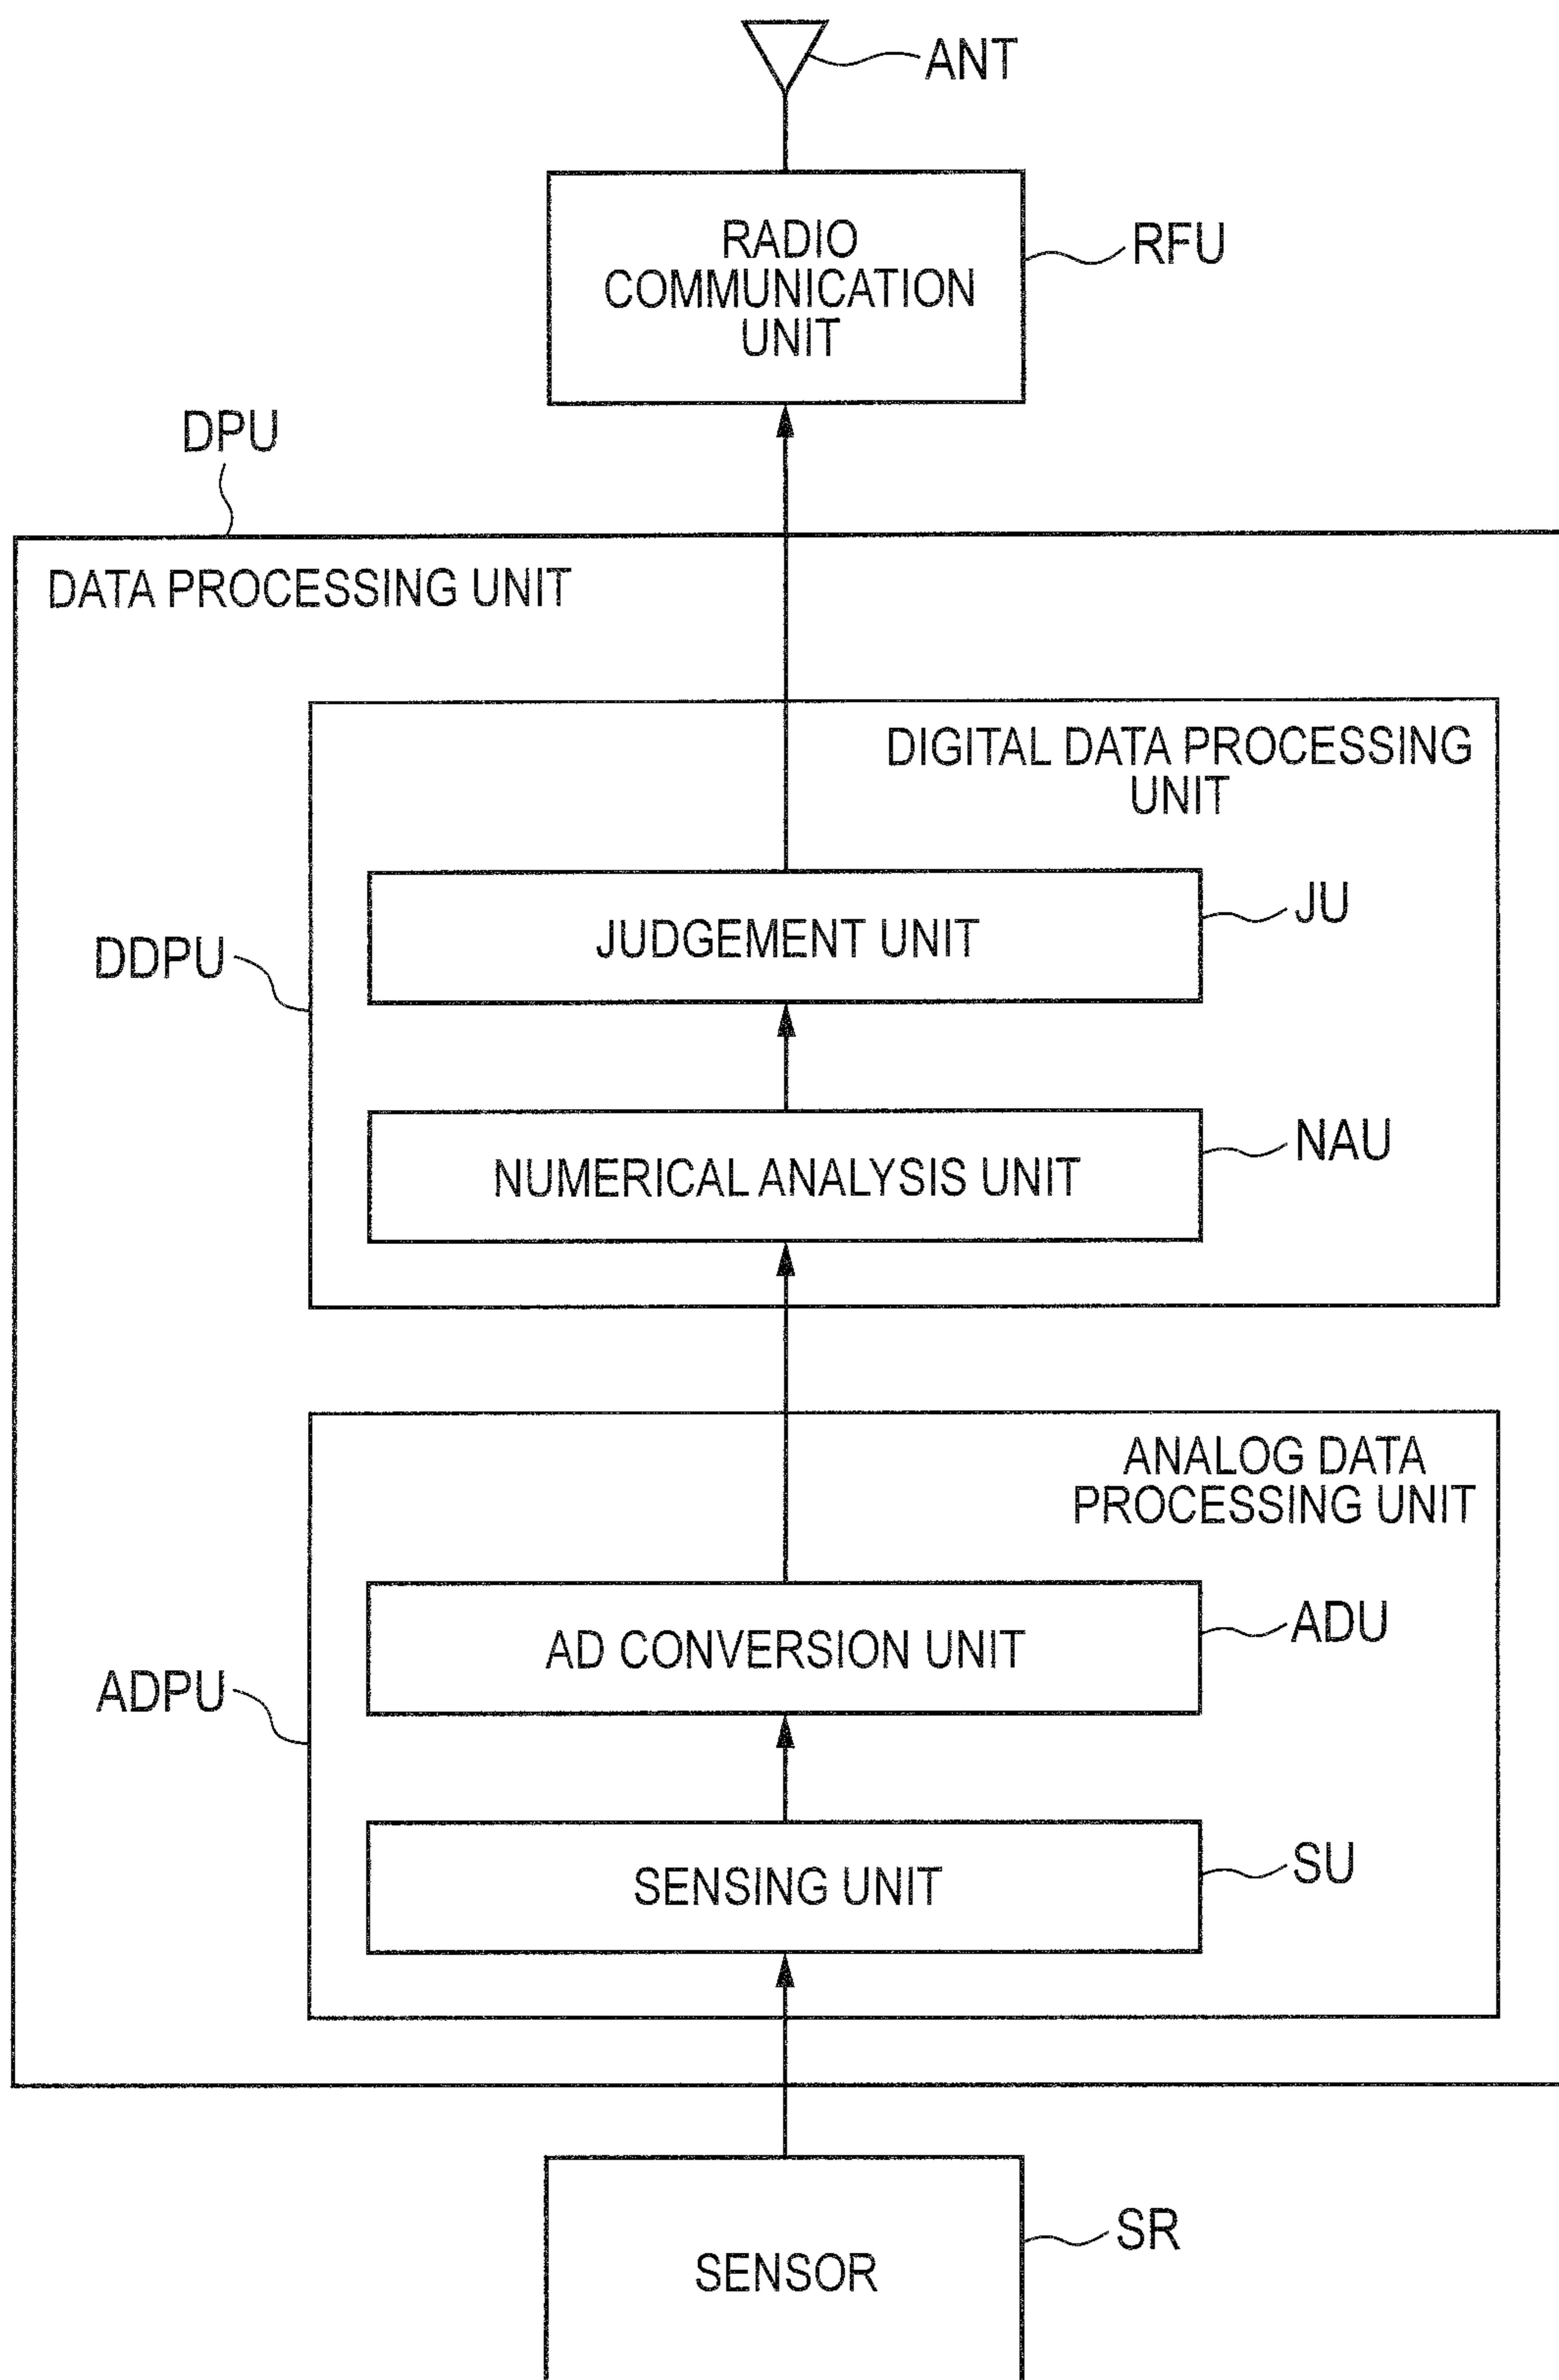 ANT
RADIO
COMMUNICATION
UNIT
RFU
DPU
DATA PROCESSING UNIT
DIGITAL DATA PROCESSING
UNIT
JUDGEMENT UNIT
JU
DDPU
NUMERICAL ANALYSIS UNIT
NAU
ANALOG DATA
PROCESSING UNIT
AD CONVERSION UNIT
ADU
ADPU
SENSING UNIT
SU
SENSOR
SR